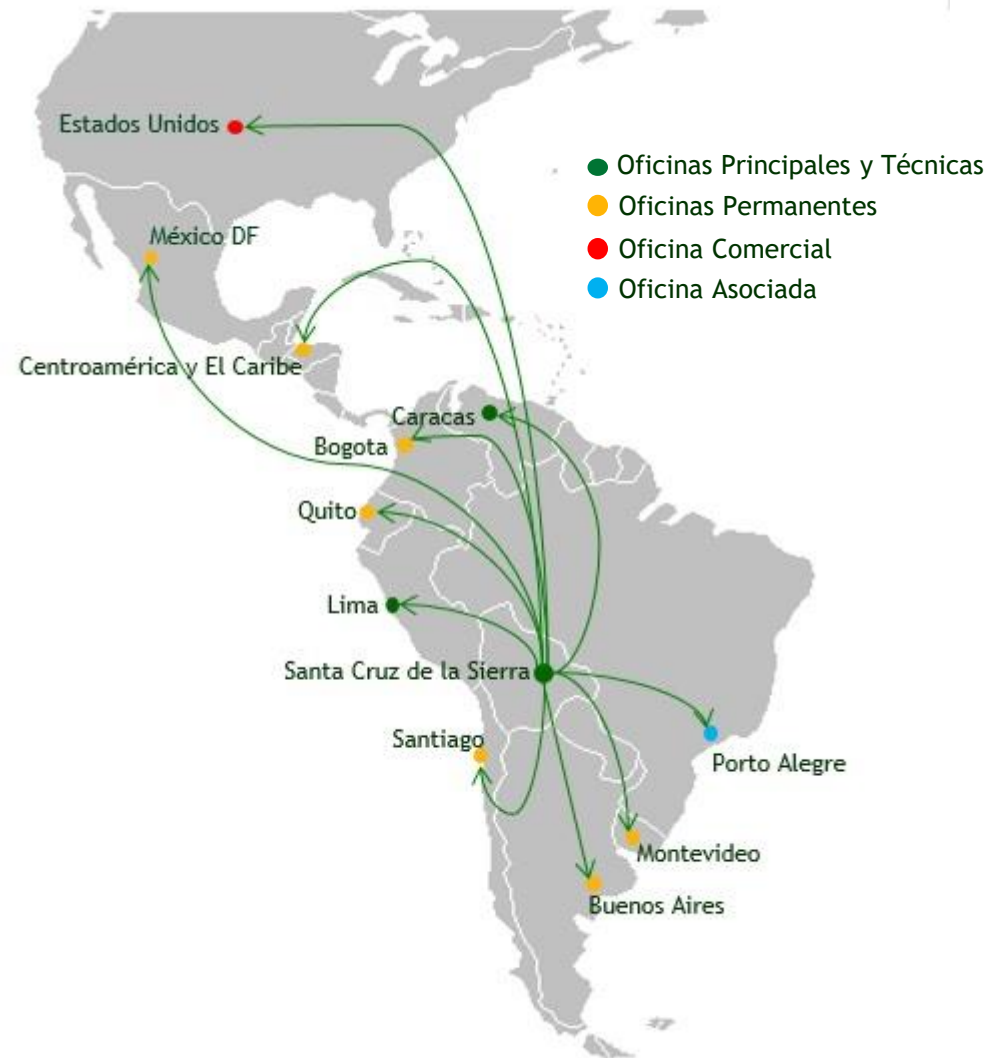 Estados Unidos
Oficinas Principales y Técnicas
Oficinas Permanentes
México DF
Oficina Comercial
Oficina Asociada
Centroamérica y El Caribe
Caracas
Bogota
Quito
Lima
Santa Cruz de la Sierra
Santiago
Porto Alegre
Montevideo
Buenos Aires